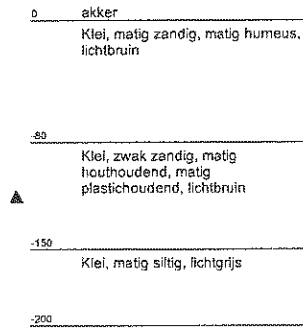 0 akker
Klei, matig zandig, matig humeus,
lichtbruin
-80
Klei, zwak zandig, matig
houthoudend, matig
plastichoudend, lichtbruin
-150
Klei, matig siltig, lichtgrijs
-200